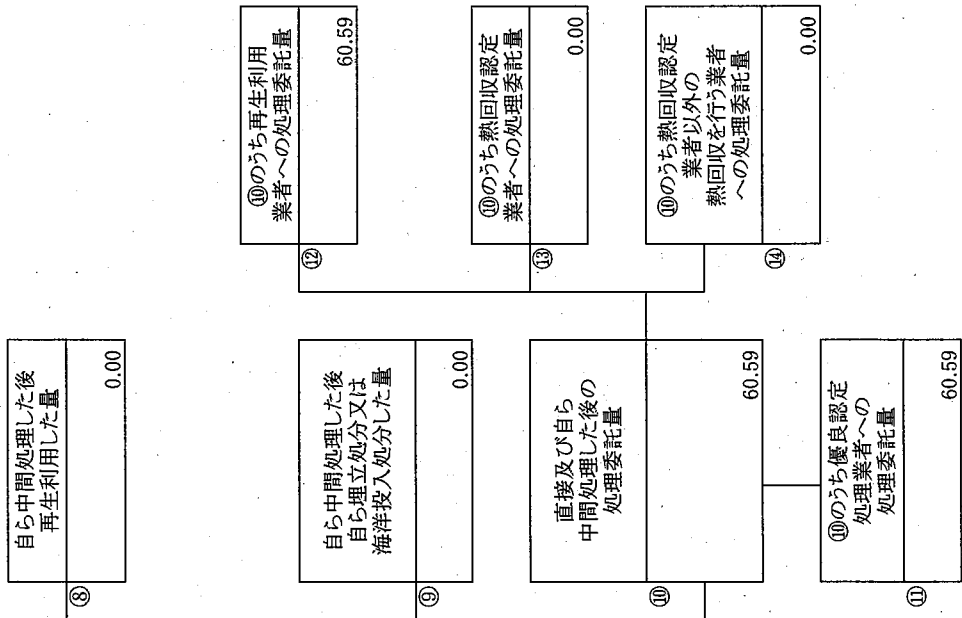 ⑧
自ら中間処理した後
再生利用した量
0.00
⑨
自ら中間処理した後
自ら埋立処分又は
海洋投入処分した量
0.00
⑩
直接及び自ら
中間処理した後の
処理委託量
60.59
⑪
⑩のうち優良認定
処理業者への
処理委託量
60.59
⑫
⑩のうち再生利用
業者への処理委託量
60.59
⑬
⑩のうち熱回収認定
業者への処理委託量
0.00
⑭
⑩のうち熱回収認定
業者以外の
熱回収を行う業者
への処理委託量
0.00